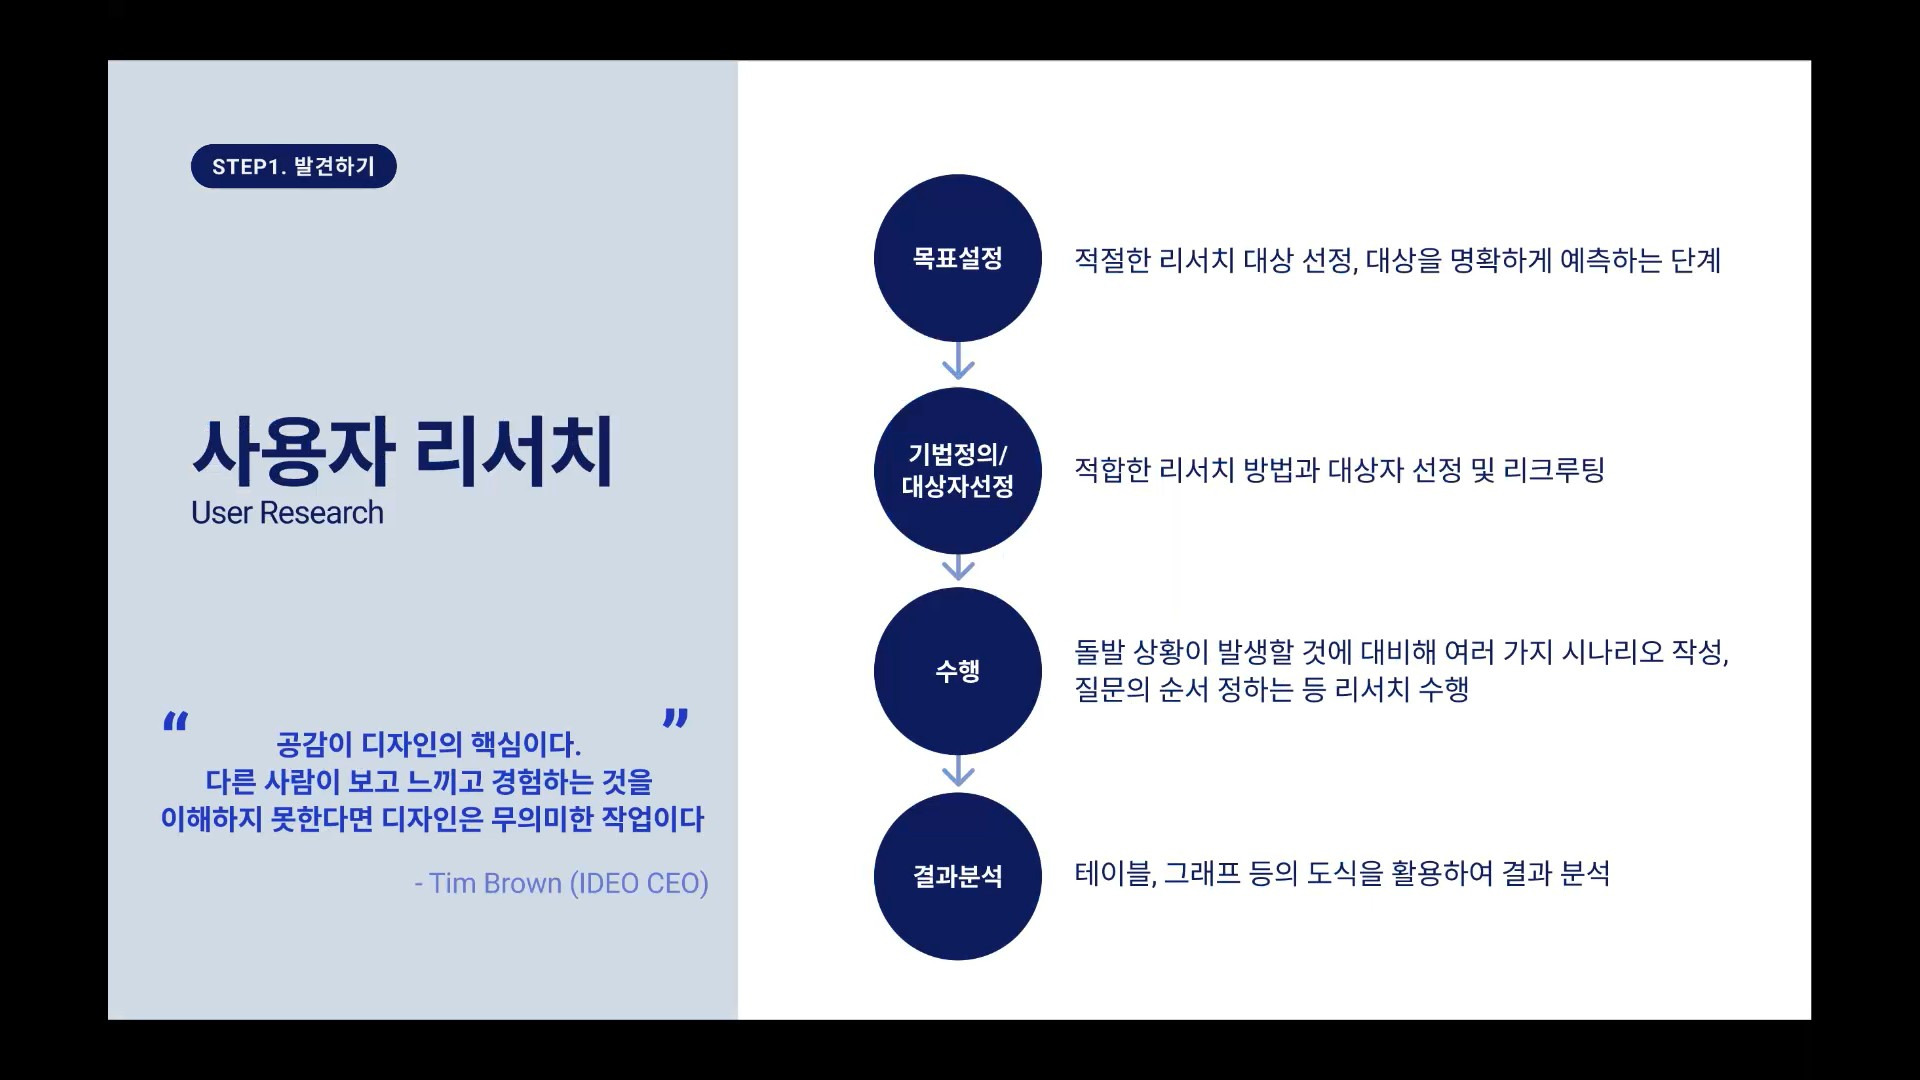 STEP1. 발견하기
사용자 리서치
User Research
“ ”
공감이 디자인의 핵심이다.
다른 사람이 보고 느끼고 경험하는 것을
이해하지 못한다면 디자인은 무의미한 작업이다
- Tim Brown (IDEO CEO)
목표설정
적절한 리서치 대상 선정, 대상을 명확하게 예측하는 단계
기법정의/
대상자선정
적합한 리서치 방법과 대상자 선정 및 리크루팅
수행
돌발 상황이 발생할 것에 대비해 여러 가지 시나리오 작성,
질문의 순서 정하는 등 리서치 수행
결과분석
테이블, 그래프 등의 도식을 활용하여 결과 분석